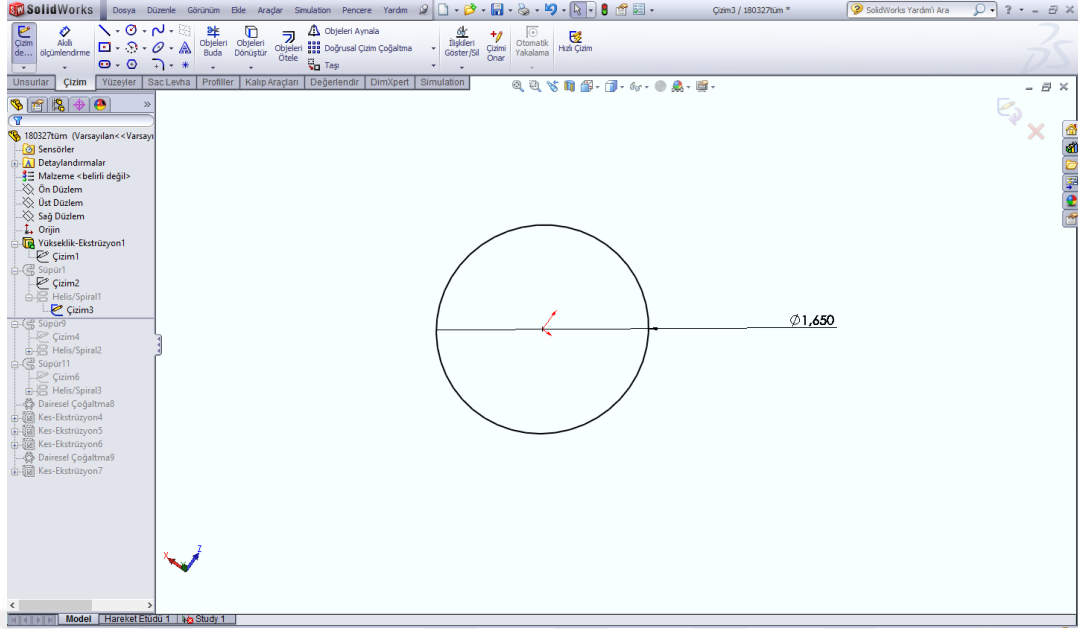 SolidWorks Dosya Düzenle Görünüm Ekle Araçlar Simulation Pencere Yardım Çizim3 / 180327tüm * SolidWorks Yardım'ı Ara
Çizim de... Akıllı ölçümlendirme Objeleri Buda Objeleri Dönüştür Objeleri Ötele Objeleri Aynala
Doğrusal Çizim Çoğaltma
Taşı
İlişkileri Göster/Sil Çizimi Onar Otomatik Yakalama Hızlı Çizim
Unsurlar Çizim Yüzeyler Sac Levha Profiller Kalıp Araçları Değerlendir DimXpert Simulation
180327tüm (Varsayılan<<Varsayı
Sensörler
Detaylandırmalar
Malzeme <belirli değil>
Ön Düzlem
Üst Düzlem
Sağ Düzlem
Orijin
Yükseklik-Ekstrüzyon1
Çizim1
Süpür1
Çizim2
Helis/Spiral1
Çizim3
Süpür9
Çizim4
Helis/Spiral2
Süpür11
Çizim6
Helis/Spiral3
Dairesel Çoğaltma8
Kes-Ekstrüzyon4
Kes-Ekstrüzyon5
Kes-Ekstrüzyon6
Dairesel Çoğaltma9
Kes-Ekstrüzyon7
∅1,650
X Z
Model Hareket Etüdü 1 Study 1